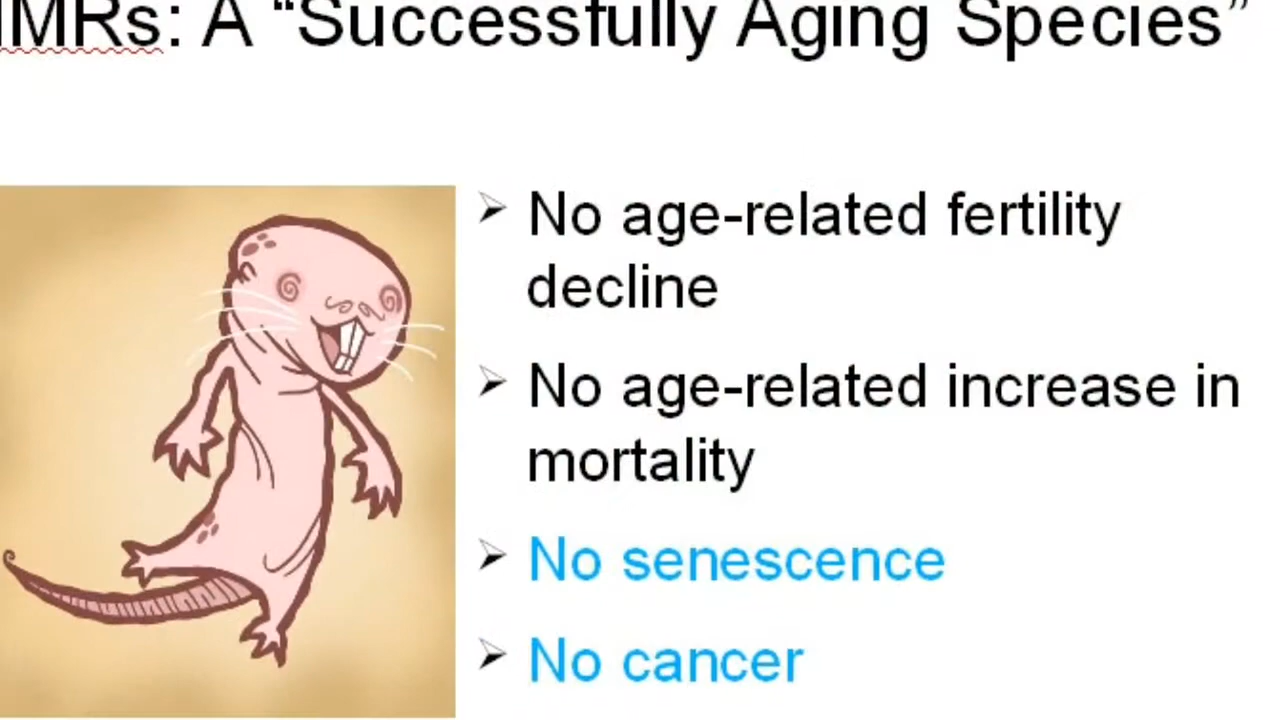 NMRs: A “Successfully Aging Species”
No age-related fertility
decline
No age-related increase in
mortality
No senescence
No cancer